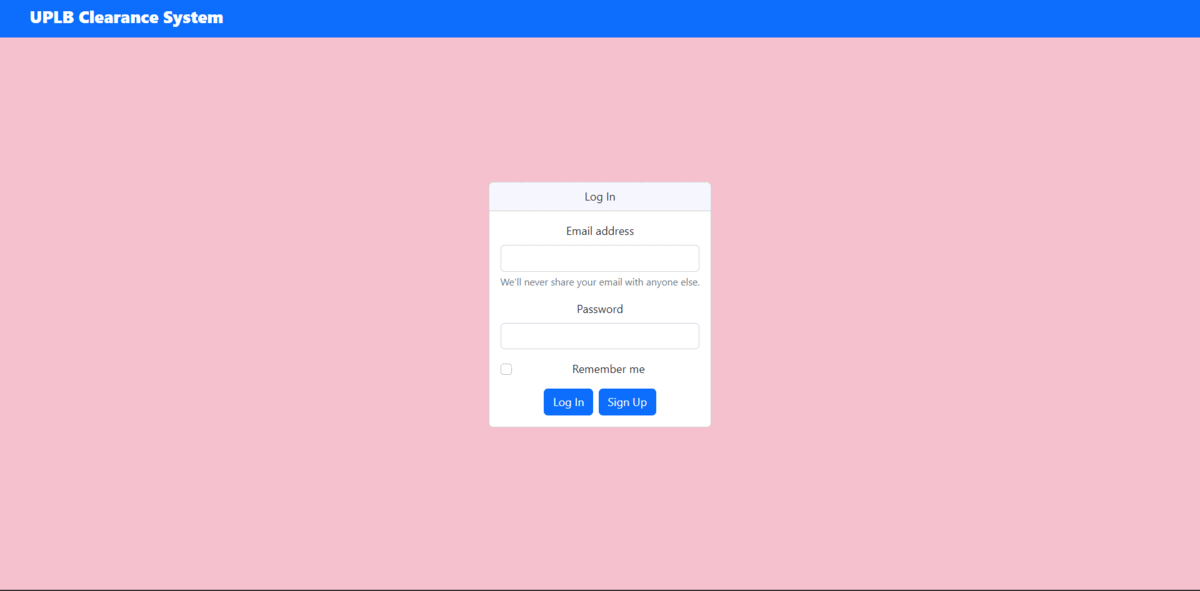 UPLB Clearance System
Log In
Email address
We'll never share your email with anyone else.
Password
Remember me
Log In Sign Up